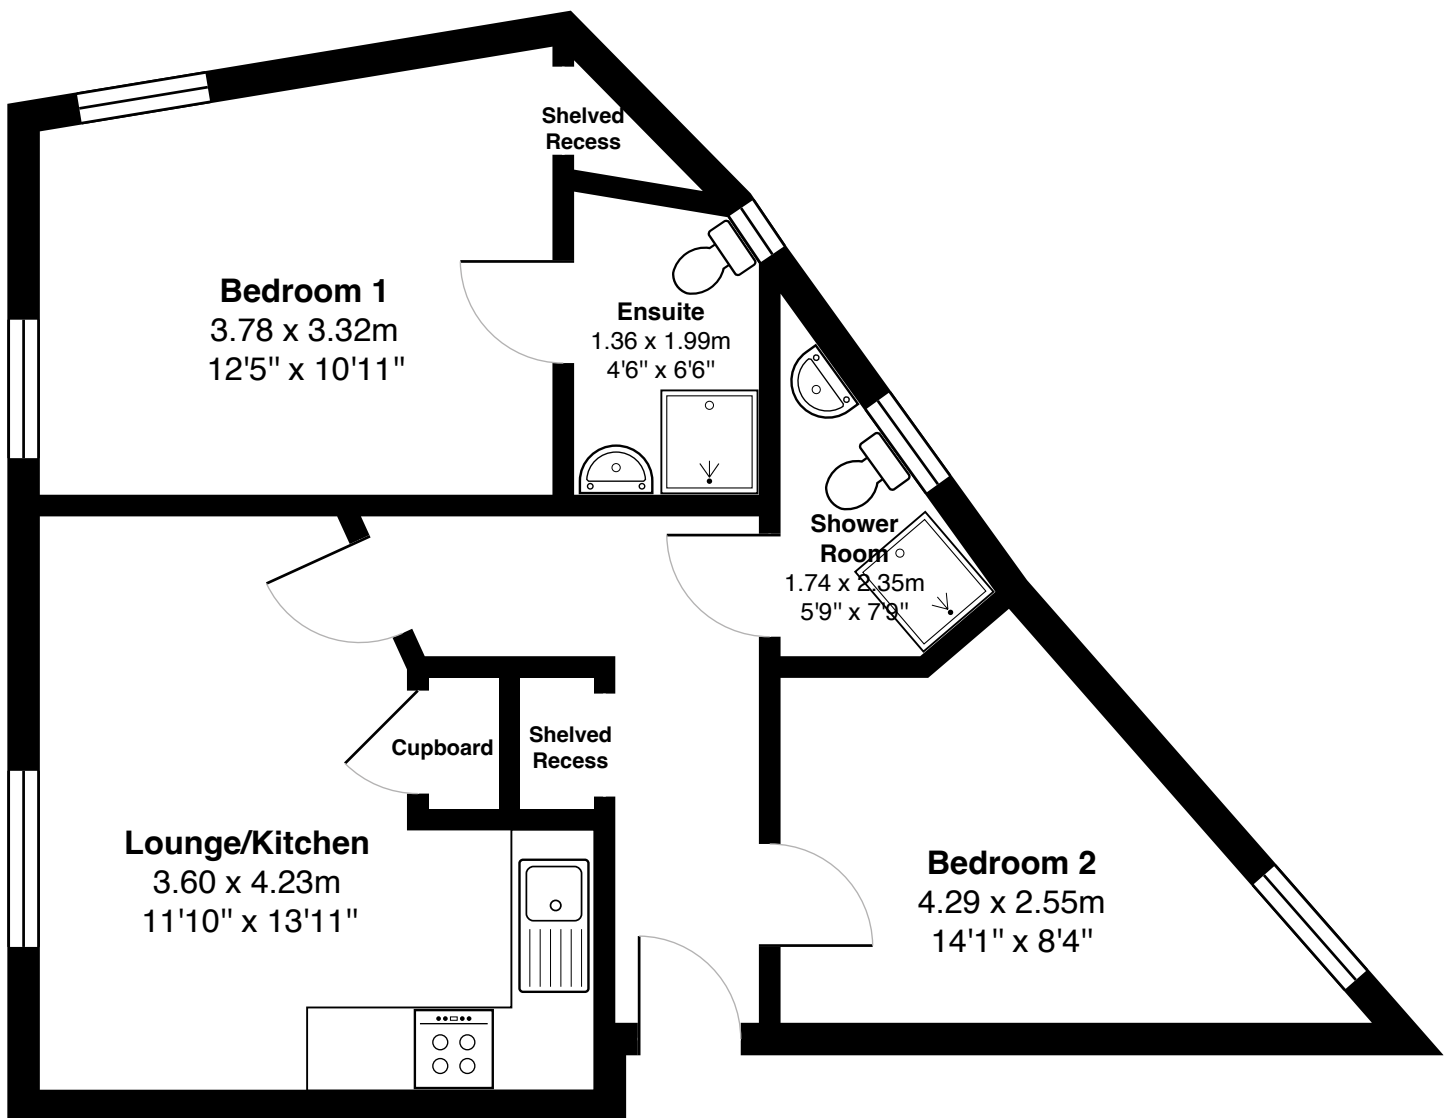 Shelved
Recess
Bedroom 1
3.78 x 3.32m
12'5" x 10'11"
Ensuite
1.36 x 1.99m
4'6" x 6'6"
Shower
Room
1.74 x 2.35m
5'9" x 7'9"
Cupboard
Shelved
Recess
Lounge/Kitchen
3.60 x 4.23m
11'10" x 13'11"
Bedroom 2
4.29 x 2.55m
14'1" x 8'4"